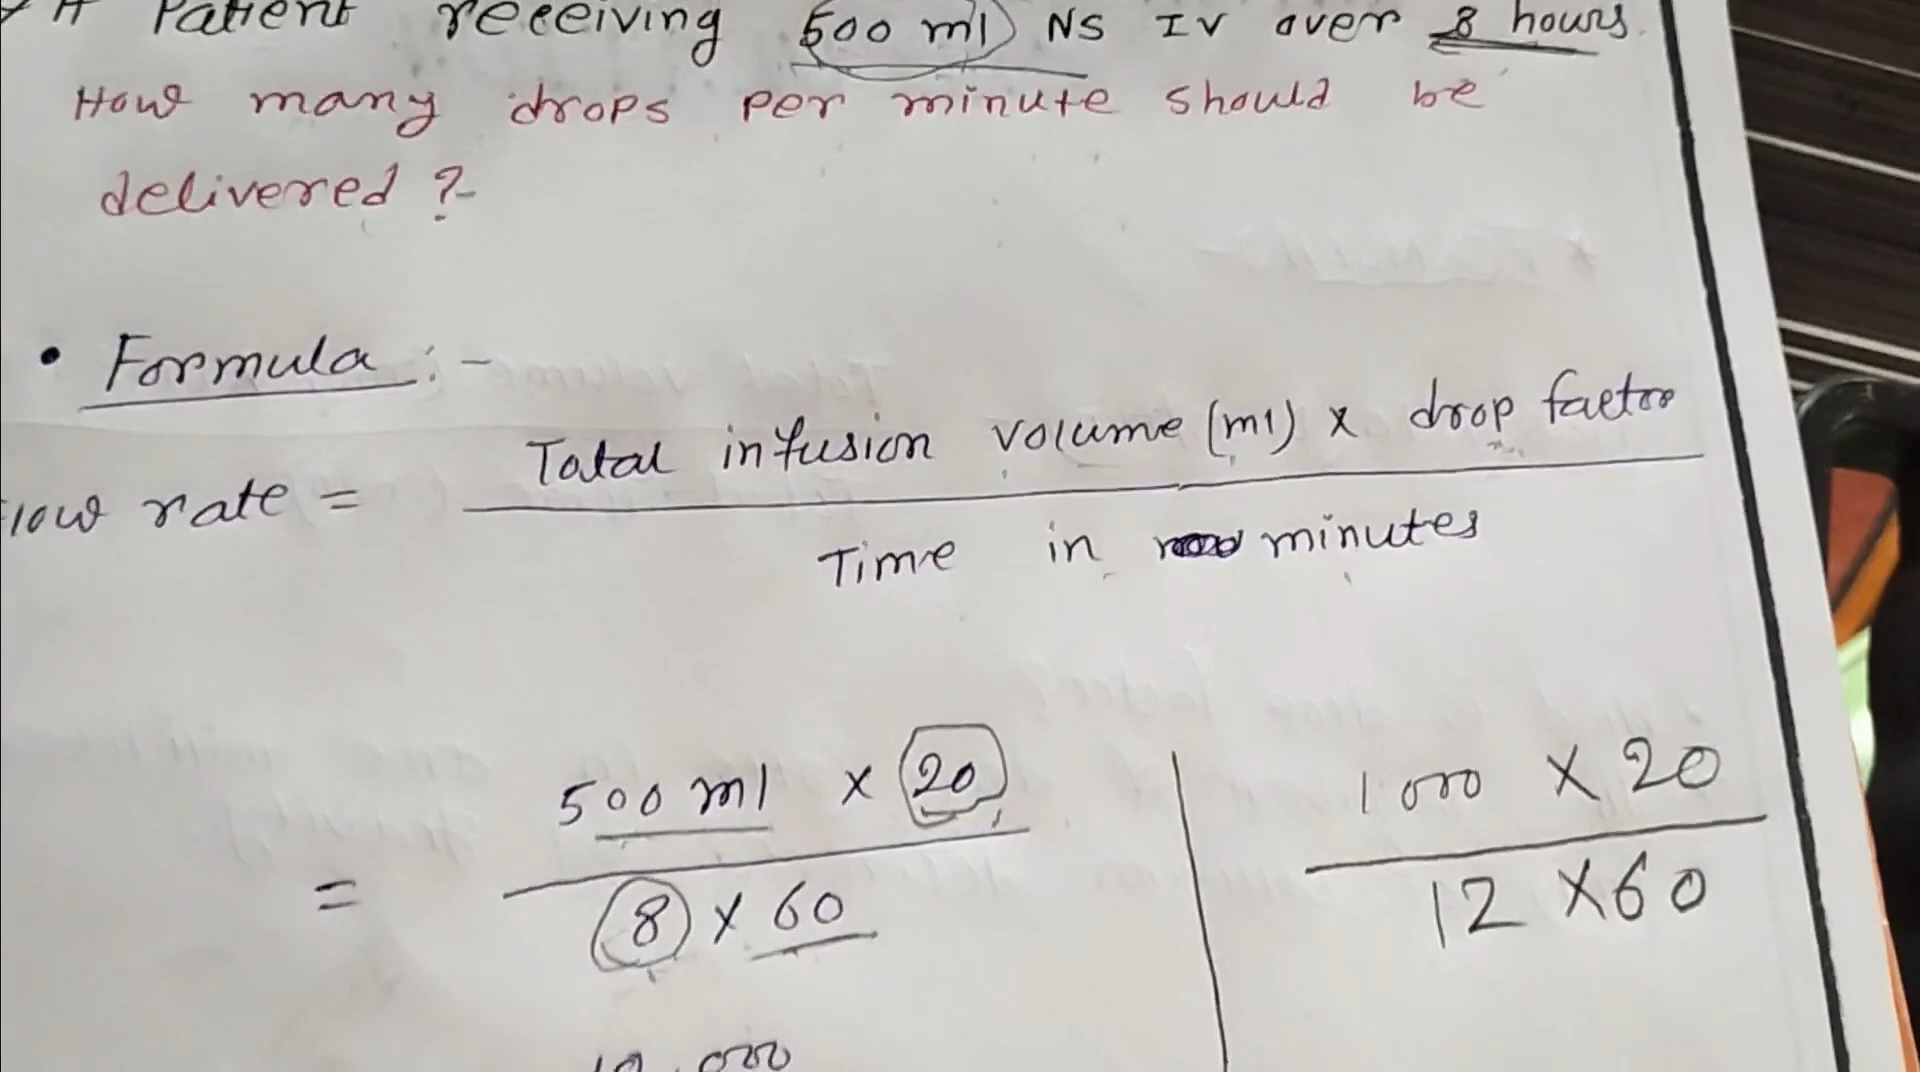 A Patient receiving 500 ml NS IV over 8 hours.
How many drops per minute should be
delivered ?
• Formula :-
Flow rate = Total infusion volume (ml) x drop factor
Time in minutes
= 500 ml x 20
8 x 60
1000 x 20
12 x 60
10,000